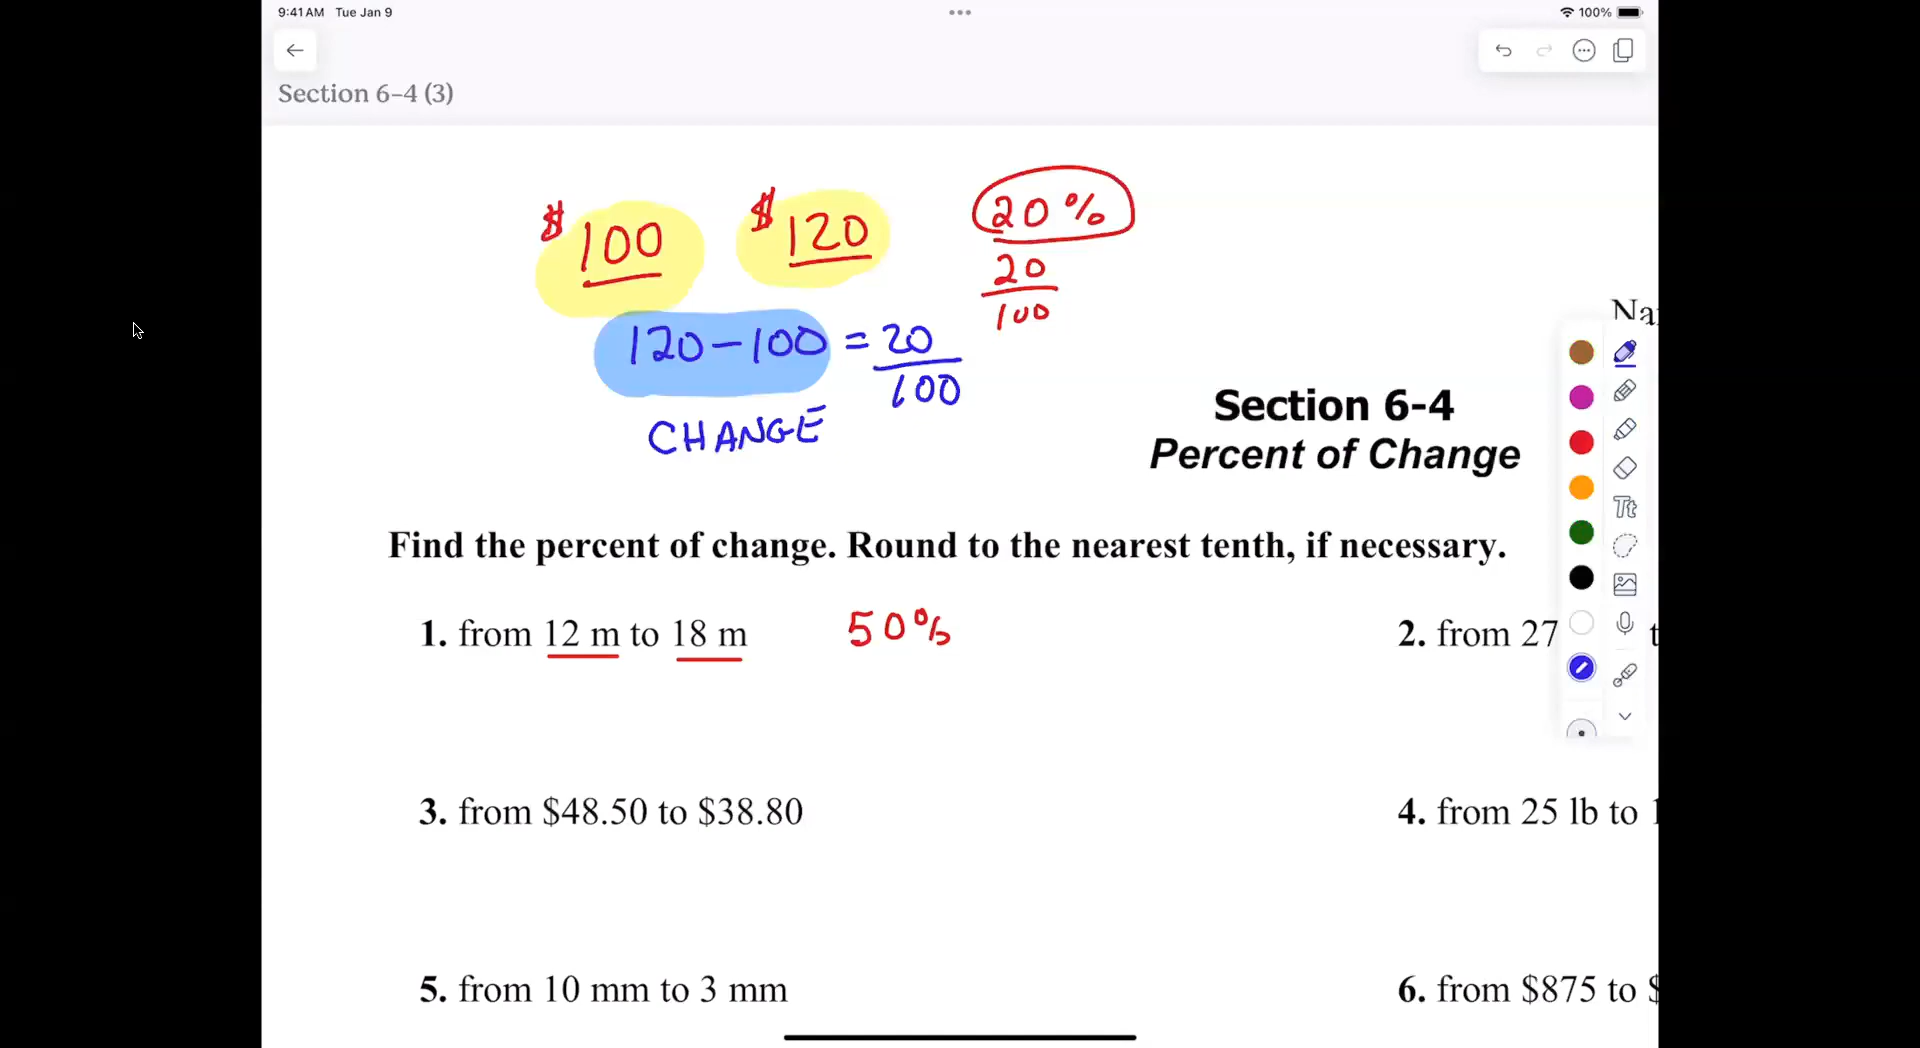 9:41 AM Tue Jan 9
100%
Section 6-4 (3)
$100 $120 20%
20
100
120-100 = 20
100
CHANGE
Section 6-4
Percent of Change
Tt
Find the percent of change. Round to the nearest tenth, if necessary.
1. from 12 m to 18 m 50%
2. from 27
3. from $48.50 to $38.80
4. from 25 lb to
5. from 10 mm to 3 mm
6. from $875 to $